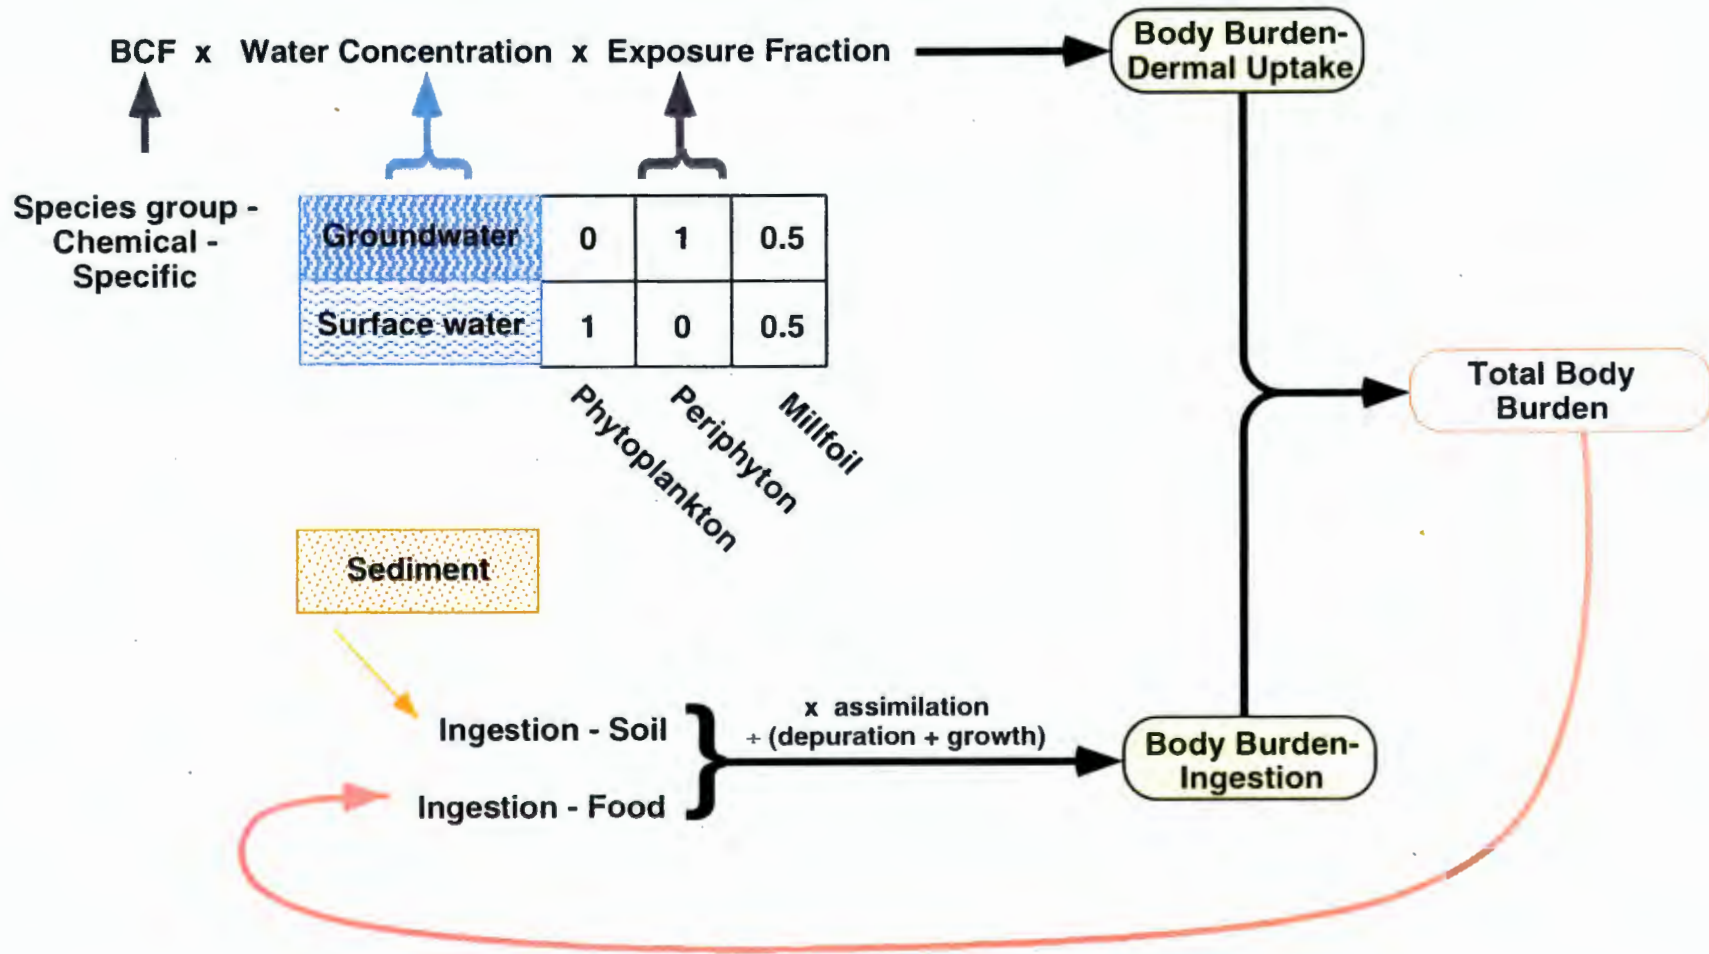 BCF x Water Concentration x Exposure Fraction
Body Burden-
Dermal Uptake
Species group -
Chemical -
Specific
Groundwater 0 1 0.5
Surface water 1 0 0.5
Phytoplankton
Periphyton
Millfoil
Total Body
Burden
Sediment
Ingestion - Soil
Ingestion - Food
x assimilation
÷ (depuration + growth)
Body Burden-
Ingestion